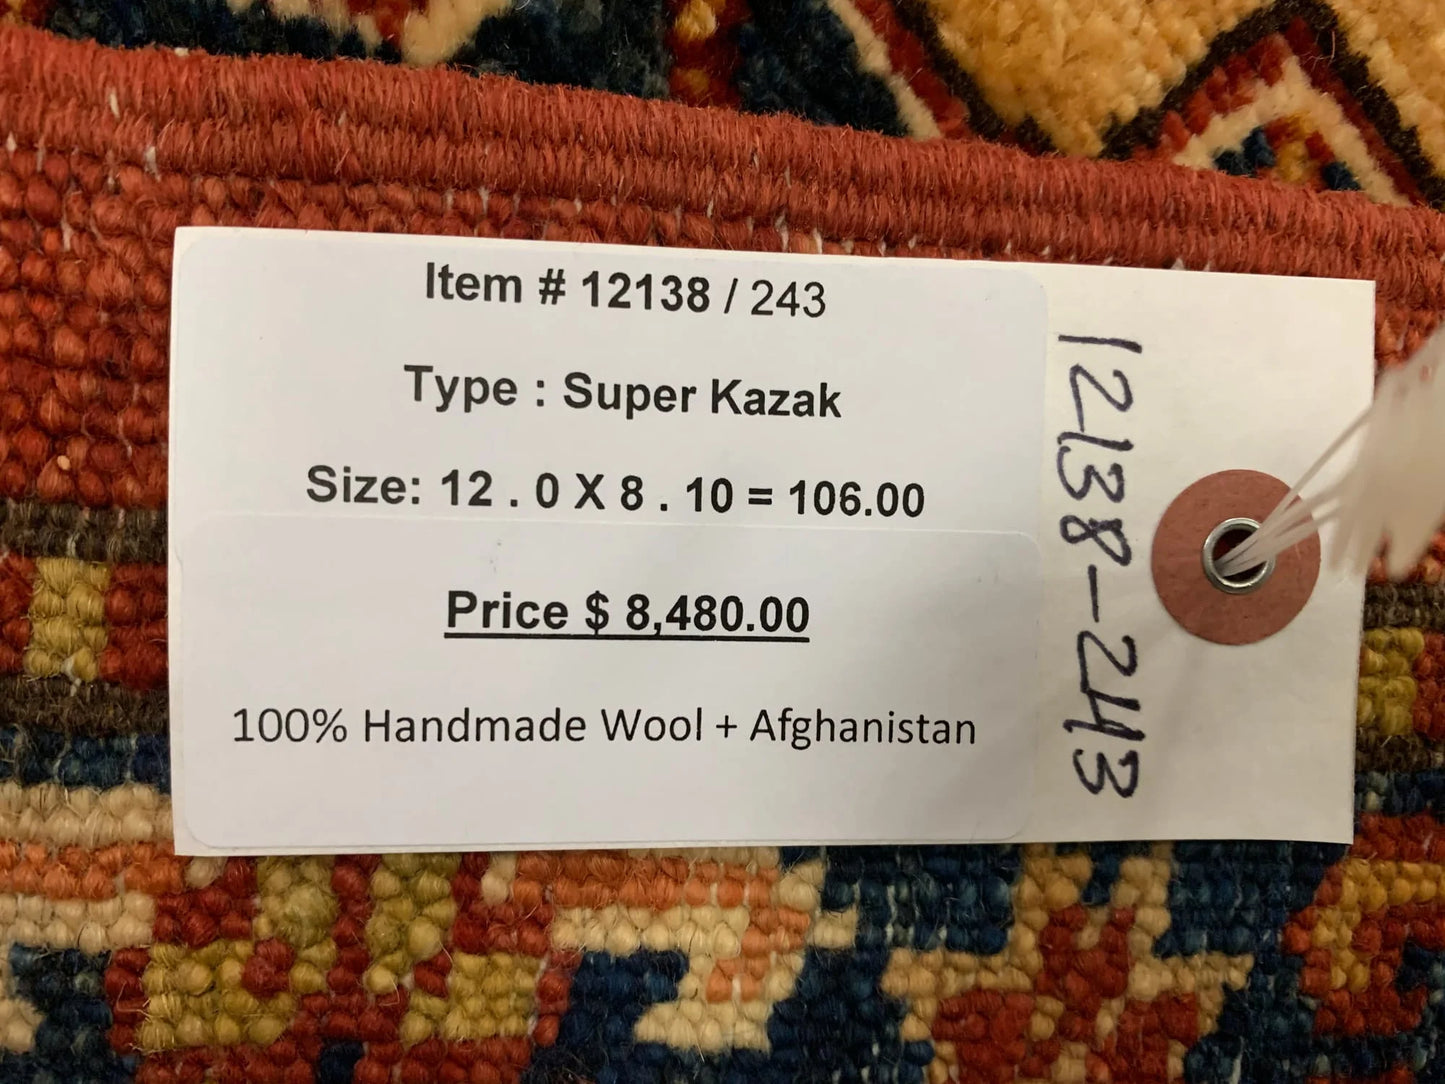 Item # 12138 / 243
Type : Super Kazak
Size: 12 . 0 X 8 . 10 = 106.00
Price $ 8,480.00
100% Handmade Wool + Afghanistan
12138-243